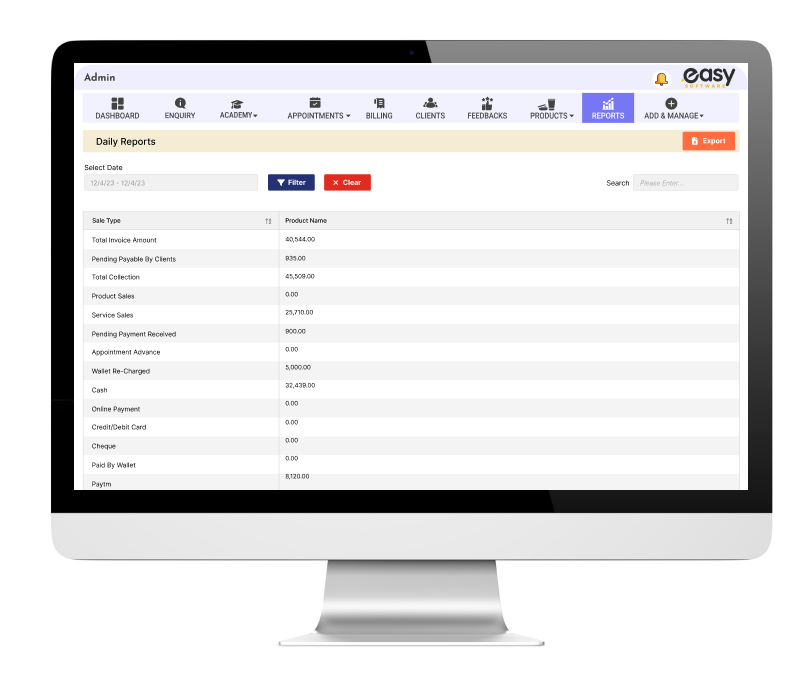 Admin
easy
SOFTWARE
DASHBOARD
ENQUIRY
ACADEMY
APPOINTMENTS
BILLING
CLIENTS
FEEDBACKS
PRODUCTS
REPORTS
ADD & MANAGE
Daily Reports
Export
Select Date
12/4/23 - 12/4/23
Filter
× Clear
Search
Please Enter...
Sale Type Product Name
Total Invoice Amount 40,544.00
Pending Payable By Clients 935.00
Total Collection 45,509.00
Product Sales 0.00
Service Sales 25,710.00
Pending Payment Received 900.00
Appointment Advance 0.00
Wallet Re-Charged 5,000.00
Cash 32,439.00
Online Payment 0.00
Credit/Debit Card 0.00
Cheque 0.00
Paid By Wallet 0.00
Paytm 8,120.00